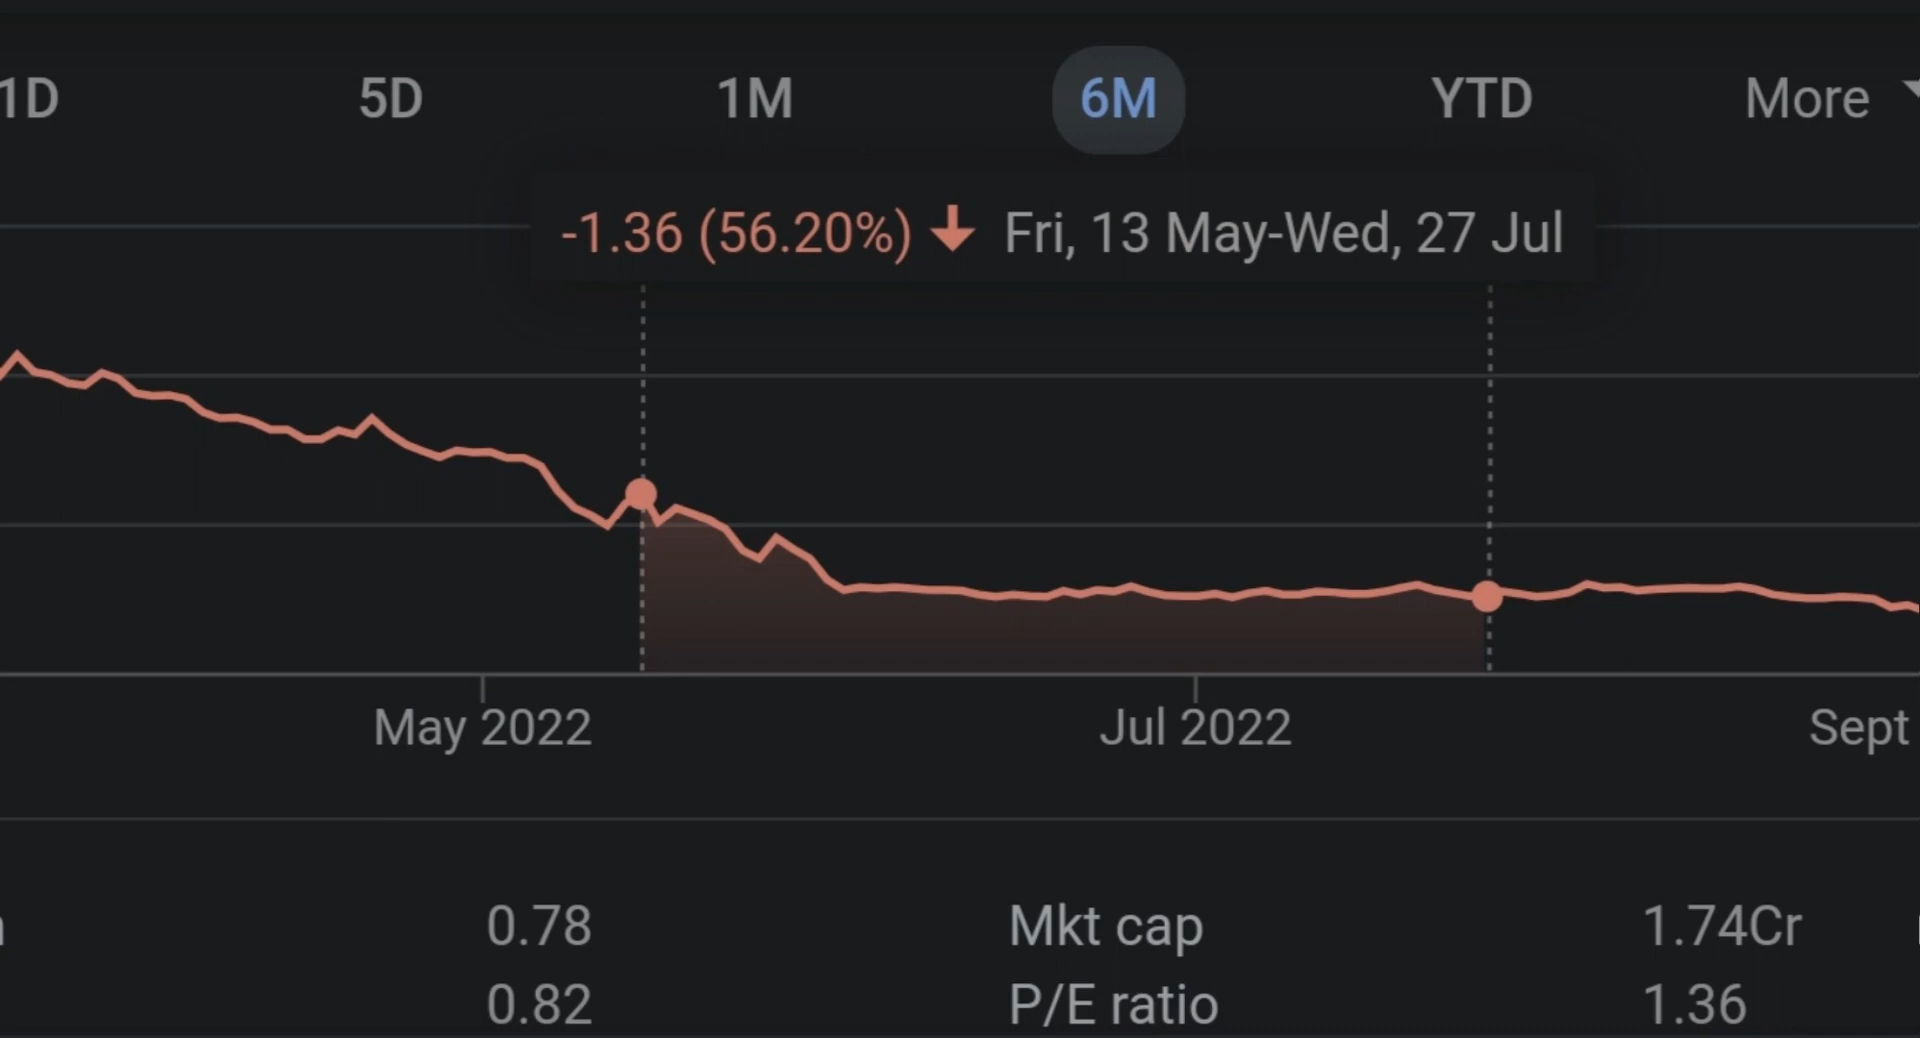 1D 5D 1M 6M YTD More
-1.36 (56.20%) Fri, 13 May-Wed, 27 Jul
May 2022 Jul 2022 Sept
0.78 Mkt cap 1.74Cr
0.82 P/E ratio 1.36